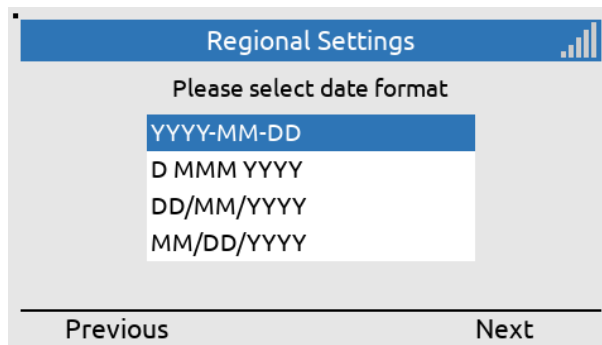 Regional Settings
Please select date format
YYYY-MM-DD
D MMM YYYY
DD/MM/YYYY
MM/DD/YYYY
Previous Next